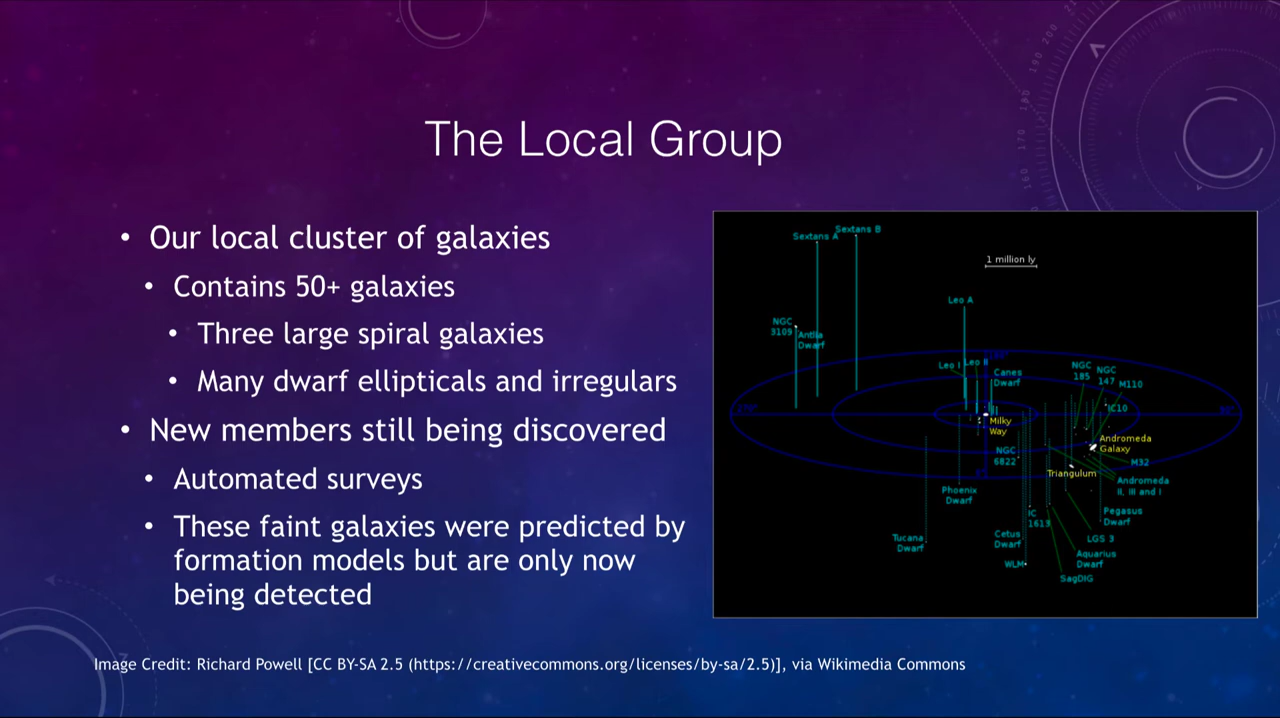 The Local Group
• Our local cluster of galaxies
• Contains 50+ galaxies
• Three large spiral galaxies
• Many dwarf ellipticals and irregulars
• New members still being discovered
• Automated surveys
• These faint galaxies were predicted by
formation models but are only now
being detected
Sextans A
Sextans B
1 million ly
Leo A
NGC
3109
Antlia
Dwarf
Leo I
Leo II
Canes
Dwarf
NGC
185
NGC
147
M110
IC10
Milky
Way
Andromeda
Galaxy
NGC
6822
M32
Triangulum
Andromeda
II, III and I
Phoenix
Dwarf
IC
1613
Pegasus
Dwarf
Tucana
Dwarf
Cetus
Dwarf
LGS 3
WLM
Aquarius
Dwarf
SagDIG
Image Credit: Richard Powell [CC BY-SA 2.5 (https://creativecommons.org/licenses/by-sa/2.5)], via Wikimedia Commons
200
190
180
170
160